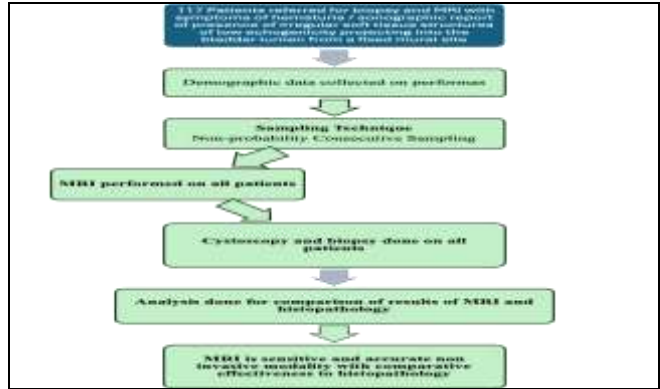 117 Patients referred for biopsy and MRI with
symptoms of hematuria / sonographic report
of presence of irregular soft tissue structures
of low echogenicity projecting into the
bladder lumen from a fixed mural site
Demographic data collected on performas
Sampling Technique
Non-probability Consecutive Sampling
MRI performed on all patients
Cystoscopy and biopsy done on all
patients
Analysis done for comparison of results of MRI and
histopathology
MRI is sensitive and accurate non
invasive modality with comparative
effectiveness to histopathology